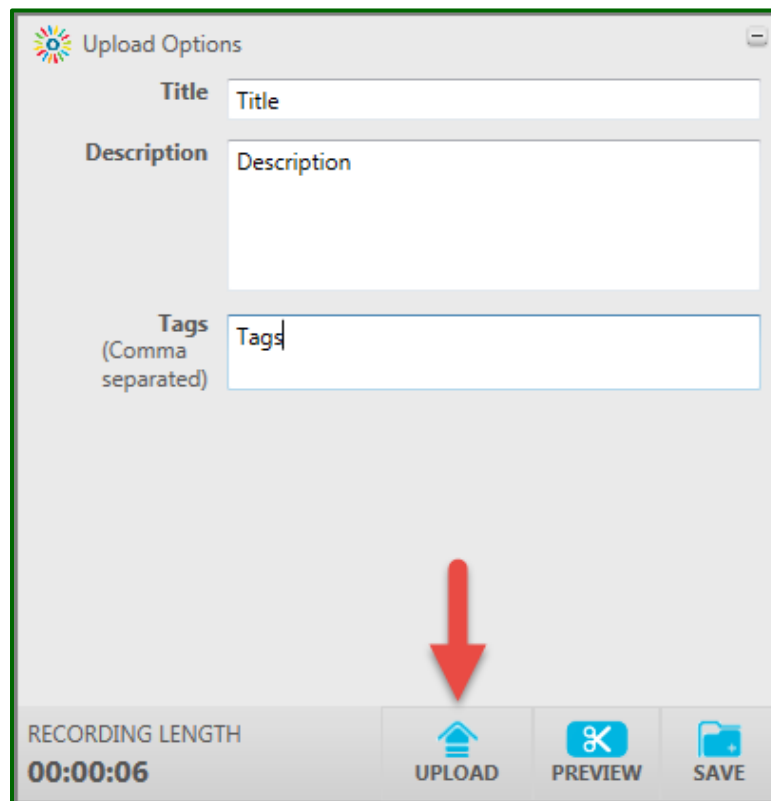 Upload Options
Title Title
Description Description
Tags Tags
(Comma
separated)
RECORDING LENGTH
00:00:06
UPLOAD PREVIEW SAVE